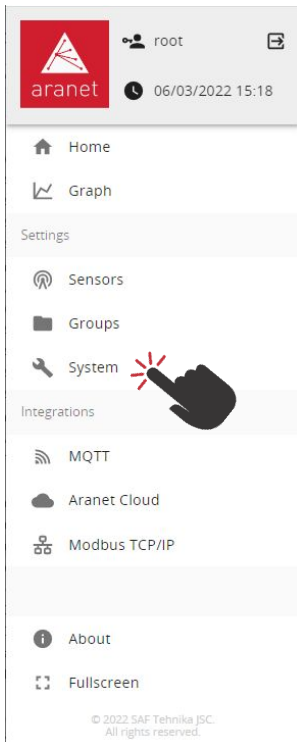 root
aranet
06/03/2022 15:18
Home
Graph
Settings
Sensors
Groups
System
Integrations
MQTT
Aranet Cloud
Modbus TCP/IP
About
Fullscreen
© 2022 SAF Tehnika JSC.
All rights reserved.